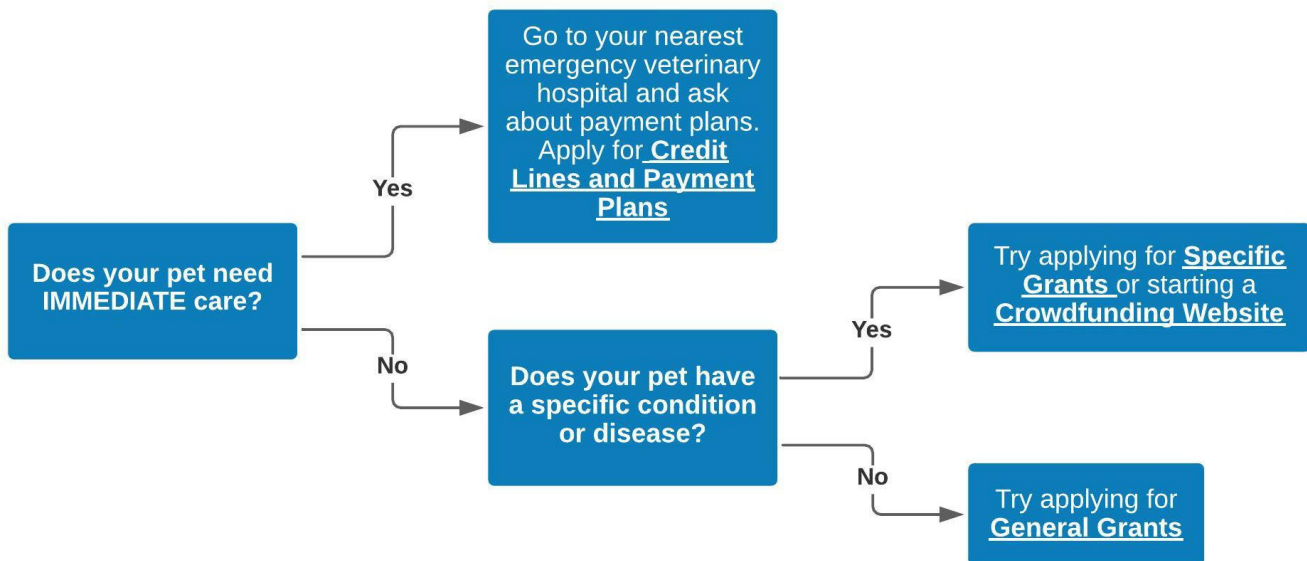 Go to your nearest
emergency veterinary
hospital and ask
about payment plans.
Apply for Credit
Lines and Payment
Plans
Yes
Does your pet need
IMMEDIATE care?
No
Does your pet have
a specific condition
or disease?
Yes
Try applying for Specific
Grants or starting a
Crowdfunding Website
No
Try applying for
General Grants